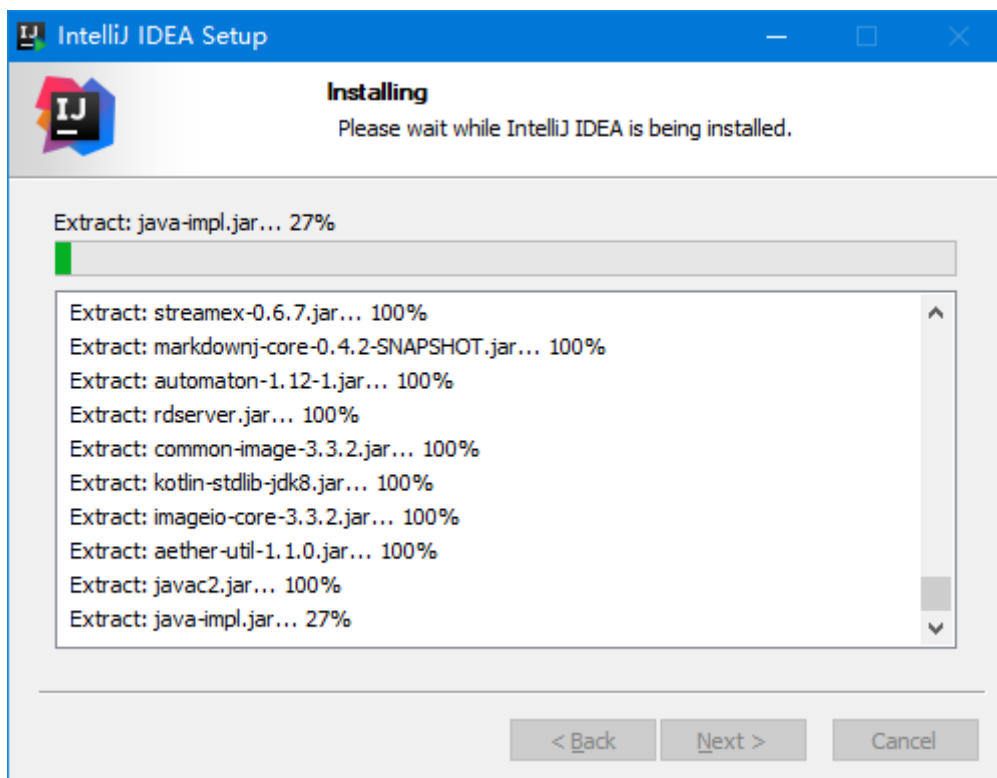 IJ IntelliJ IDEA Setup
IJ
Installing
Please wait while IntelliJ IDEA is being installed.
Extract: java-impl.jar... 27%
Extract: streamex-0.6.7.jar... 100%
Extract: markdownj-core-0.4.2-SNAPSHOT.jar... 100%
Extract: automaton-1.12-1.jar... 100%
Extract: rdserver.jar... 100%
Extract: common-image-3.3.2.jar... 100%
Extract: kotlin-stdlib-jdk8.jar... 100%
Extract: imageio-core-3.3.2.jar... 100%
Extract: aether-util-1.1.0.jar... 100%
Extract: javac2.jar... 100%
Extract: java-impl.jar... 27%
< Back Next > Cancel